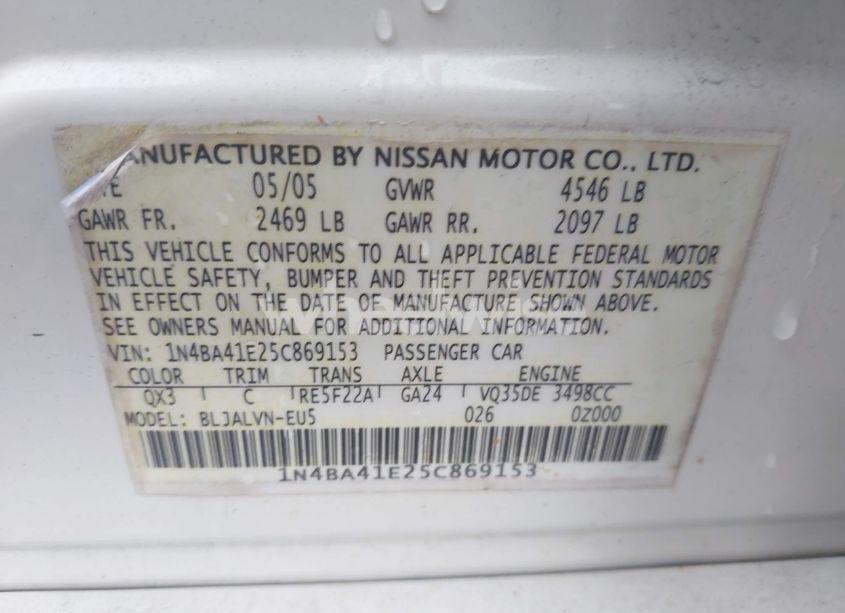 ANUFACTURED BY NISSAN MOTOR CO., LTD.
TE 05/05 GVWR 4546 LB
GAWR FR. 2469 LB GAWR RR. 2097 LB
THIS VEHICLE CONFORMS TO ALL APPLICABLE FEDERAL MOTOR
VEHICLE SAFETY, BUMPER AND THEFT PREVENTION STANDARDS
IN EFFECT ON THE DATE OF MANUFACTURE SHOWN ABOVE.
SEE OWNERS MANUAL FOR ADDITIONAL INFORMATION.
VIN: 1N4BA41E25C869153 PASSENGER CAR
COLOR TRIM TRANS AXLE ENGINE
QX3 C RE5F22A GA24 VQ35DE 3498CC
MODEL: BLJALVN-EU5 026 0Z000
1N4BA41E25C869153